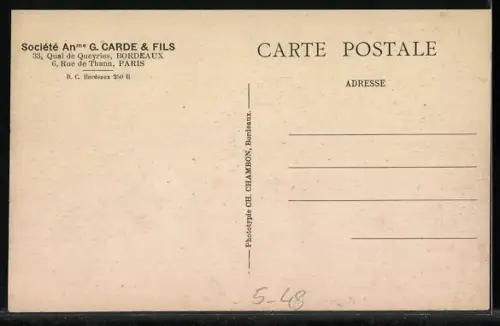 Société Anme G. CARDE & FILS
33, Quai de Queyries, BORDEAUX
6, Rue de Thann, PARIS
R. C. Bordeaux 250 B
CARTE POSTALE
ADRESSE
Phototypie CH. CHAMBON, Bordeaux.
5-48